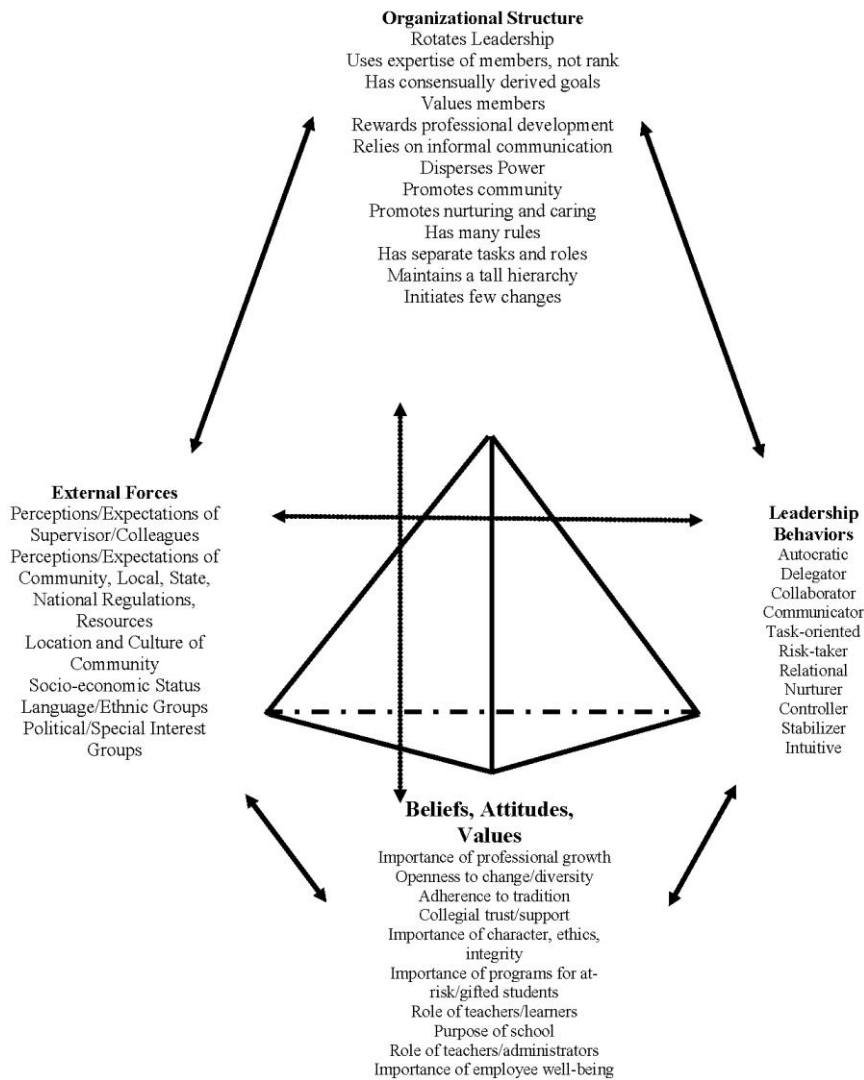 Organizational Structure
Rotates Leadership
Uses expertise of members, not rank
Has consensually derived goals
Values members
Rewards professional development
Relies on informal communication
Disperses Power
Promotes community
Promotes nurturing and caring
Has many rules
Has separate tasks and roles
Maintains a tall hierarchy
Initiates few changes
External Forces
Perceptions/Expectations of
Supervisor/Colleagues
Perceptions/Expectations of
Community, Local, State,
National Regulations,
Resources
Location and Culture of
Community
Socio-economic Status
Language/Ethnic Groups
Political/Special Interest
Groups
Leadership
Behaviors
Autocratic
Delegator
Collaborator
Communicator
Task-oriented
Risk-taker
Relational
Nurturer
Controller
Stabilizer
Intuitive
Beliefs, Attitudes,
Values
Importance of professional growth
Openness to change/diversity
Adherence to tradition
Collegial trust/support
Importance of character, ethics,
integrity
Importance of programs for at-
risk/gifted students
Role of teachers/learners
Purpose of school
Role of teachers/administrators
Importance of employee well-being